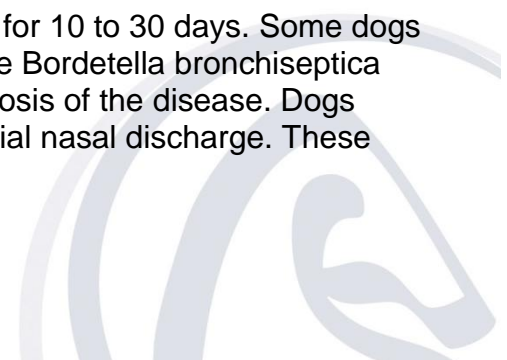 for 10 to 30 days. Some dogs
Bordetella bronchiseptica
osis of the disease. Dogs
ial nasal discharge. These